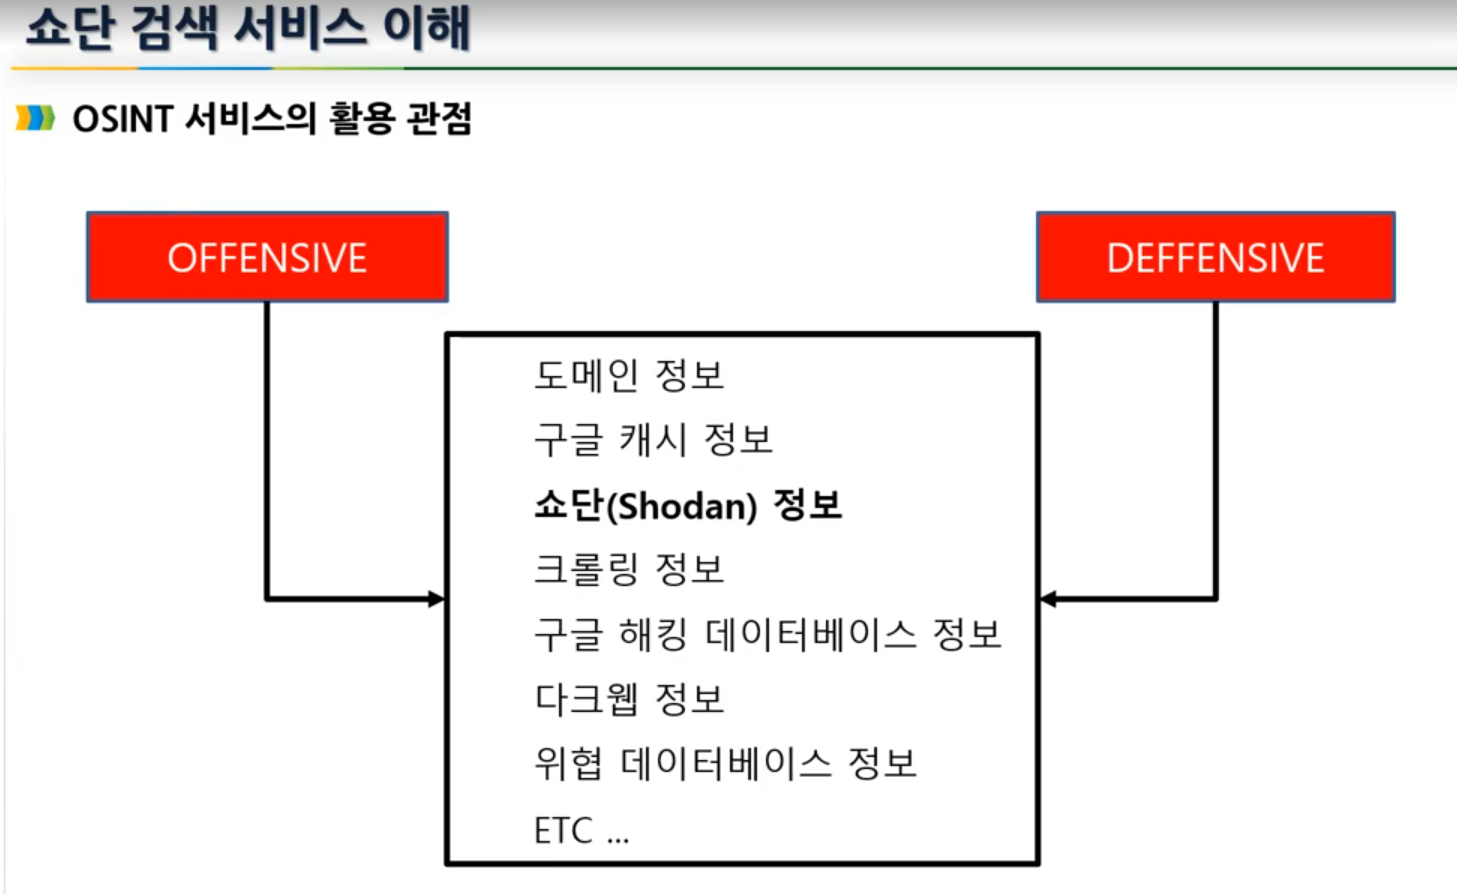 쇼단 검색 서비스 이해
OSINT 서비스의 활용 관점
OFFENSIVE
DEFFENSIVE
도메인 정보
구글 캐시 정보
쇼단(Shodan) 정보
크롤링 정보
구글 해킹 데이터베이스 정보
다크웹 정보
위협 데이터베이스 정보
ETC ...